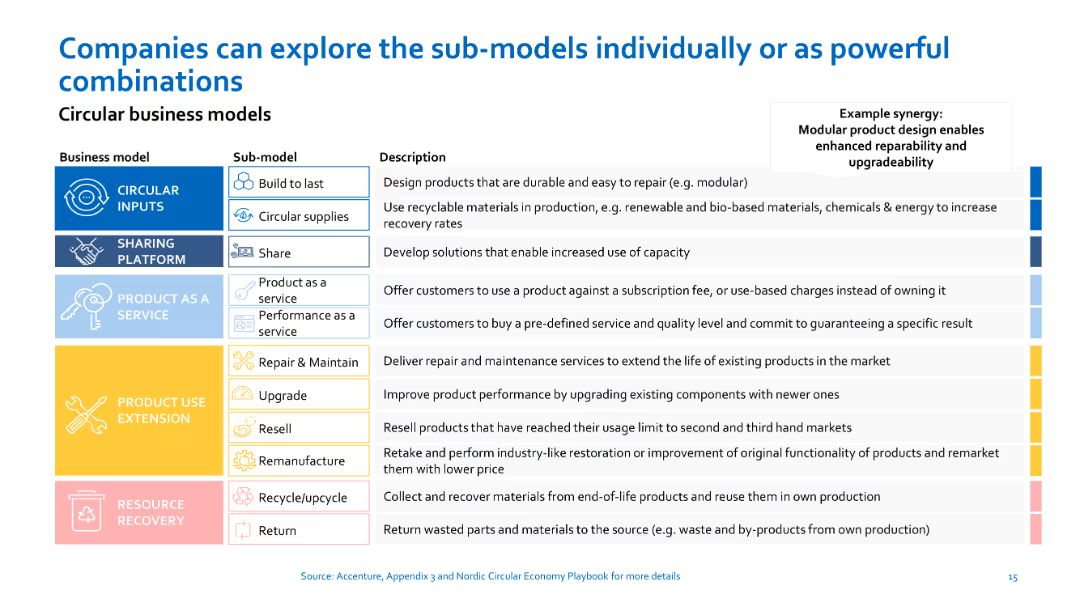 Companies can explore the sub-models individually or as powerful
combinations
Circular business models
Example synergy:
Modular product design enables
enhanced reparability and
upgradeability
Business model
Sub-model
Description
CIRCULAR
INPUTS
Build to last
Design products that are durable and easy to repair (e.g. modular)
Circular supplies
Use recyclable materials in production, e.g. renewable and bio-based materials, chemicals & energy to increase
recovery rates
SHARING
PLATFORM
Share
Develop solutions that enable increased use of capacity
PRODUCT AS A
SERVICE
Product as a
service
Offer customers to use a product against a subscription fee, or use-based charges instead of owning it
Performance as a
service
Offer customers to buy a pre-defined service and quality level and commit to guaranteeing a specific result
PRODUCT USE
EXTENSION
Repair & Maintain
Deliver repair and maintenance services to extend the life of existing products in the market
Upgrade
Improve product performance by upgrading existing components with newer ones
Resell
Resell products that have reached their usage limit to second and third hand markets
Remanufacture
Retake and perform industry-like restoration or improvement of original functionality of products and remarket
them with lower price
RESOURCE
RECOVERY
Recycle/upcycle
Collect and recover materials from end-of-life products and reuse them in own production
Return
Return wasted parts and materials to the source (e.g. waste and by-products from own production)
Source: Accenture, Appendix 3 and Nordic Circular Economy Playbook for more details
15